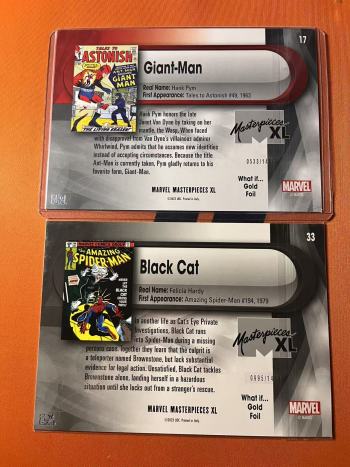 17
TALES TO
ASTONISH
GIANT MAN
THE LIVING ERASER
Giant-Man
Real Name: Hank Pym
First Appearance: Tales to Astonish #49, 1963
Hank Pym honors the late
Janet Van Dyne by taking on her
mantle, the Wasp. When faced
with disapproval from Van Dyne's villainous admirer
Whirlwind, Pym admits that he assumes new identities
instead of accepting circumstances. Because the title
Ant-Man is currently taken, Pym gladly returns to his
favorite form, Giant-Man.
Masterpieces
XL
What if...
Gold
Foil
MARVEL MASTERPIECES XL
MARVEL
33
THE AMAZING
SPIDER-MAN
Black Cat
Real Name: Felicia Hardy
First Appearance: Amazing Spider-Man #194, 1979
In another life as Cat's Eye Private
Investigations, Black Cat runs
into Spider-Man during a missing
persons case. Together they learn that the culprit is
a teleporter named Brownstone, but lack substantial
evidence for legal action. Unsatisfied, Black Cat tackles
Brownstone alone, landing herself in a hazardous
situation until she lucks out from a stranger's rescue.
Masterpieces
XL
What if...
Gold
Foil
MARVEL MASTERPIECES XL
MARVEL